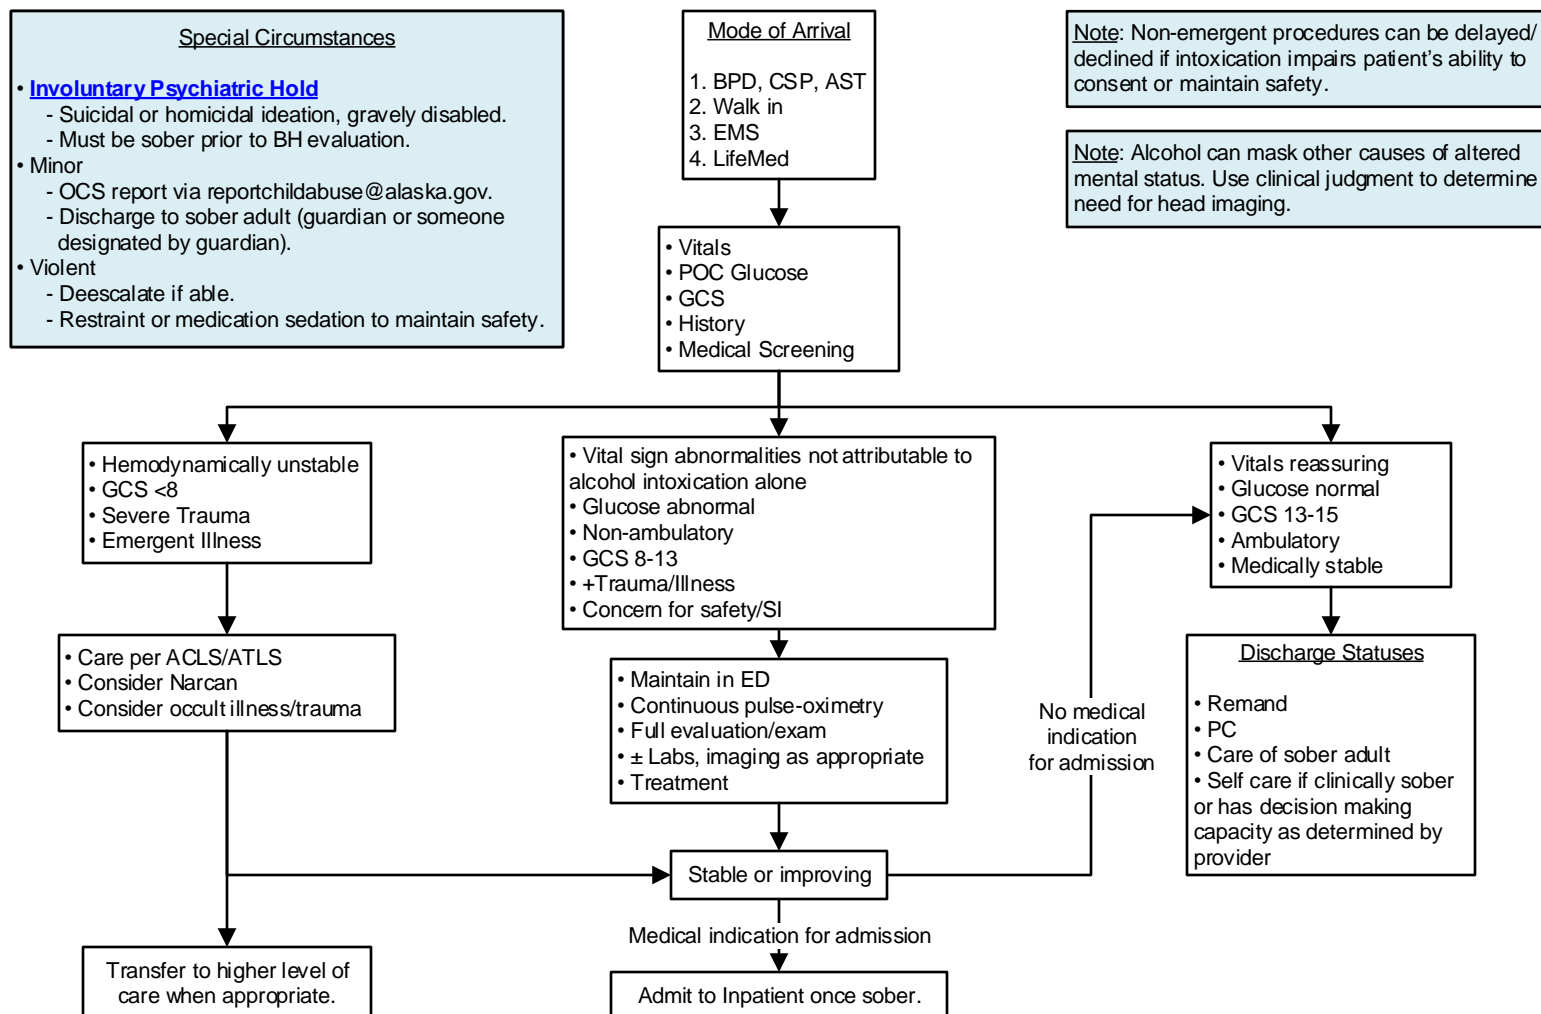 Special Circumstances
• Involuntary Psychiatric Hold
- Suicidal or homicidal ideation, gravely disabled.
- Must be sober prior to BH evaluation.
• Minor
- OCS report via reportchildabuse@alaska.gov.
- Discharge to sober adult (guardian or someone
designated by guardian).
• Violent
- Deescalate if able.
- Restraint or medication sedation to maintain safety.
Mode of Arrival
1. BPD, CSP, AST
2. Walk in
3. EMS
4. LifeMed
Note: Non-emergent procedures can be delayed/
declined if intoxication impairs patient's ability to
consent or maintain safety.
Note: Alcohol can mask other causes of altered
mental status. Use clinical judgment to determine
need for head imaging.
• Vitals
• POC Glucose
• GCS
• History
• Medical Screening
• Hemodynamically unstable
• GCS <8
• Severe Trauma
• Emergent Illness
• Vital sign abnormalities not attributable to
alcohol intoxication alone
• Glucose abnormal
• Non-ambulatory
• GCS 8-13
• +Trauma/Illness
• Concern for safety/SI
• Vitals reassuring
• Glucose normal
• GCS 13-15
• Ambulatory
• Medically stable
• Care per ACLS/ATLS
• Consider Narcan
• Consider occult illness/trauma
• Maintain in ED
• Continuous pulse-oximetry
• Full evaluation/exam
• ± Labs, imaging as appropriate
• Treatment
No medical
indication
for admission
Discharge Statuses
• Remand
• PC
• Care of sober adult
• Self care if clinically sober
or has decision making
capacity as determined by
provider
Stable or improving
Medical indication for admission
Transfer to higher level of
care when appropriate.
Admit to Inpatient once sober.